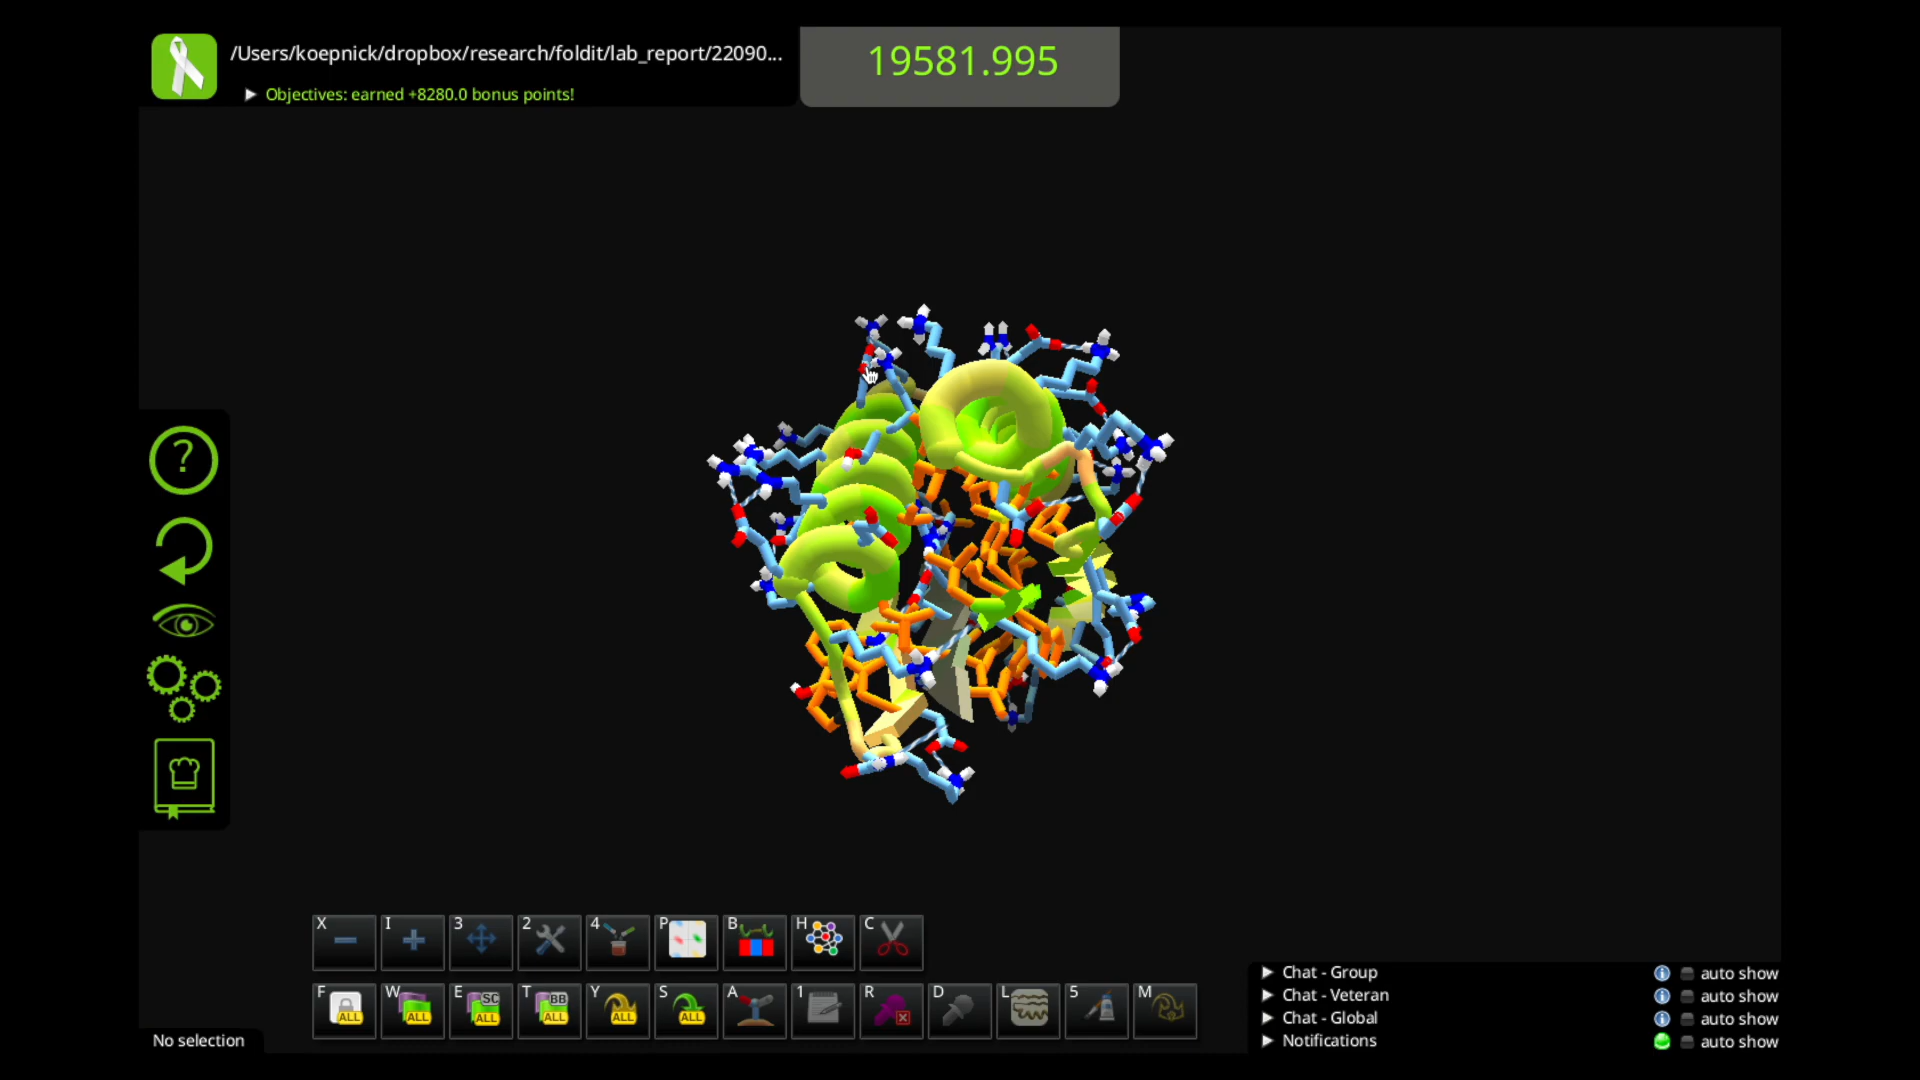 /Users/koepnick/dropbox/research/foldit/lab_report/22090...
Objectives: earned +8280.0 bonus points!
19581.995
?
X I 3 2 4 P B H C
F ALL W ALL E SC ALL T BB ALL Y ALL S ALL A 1 R D L 5 M
No selection
Chat - Group auto show
Chat - Veteran auto show
Chat - Global auto show
Notifications auto show